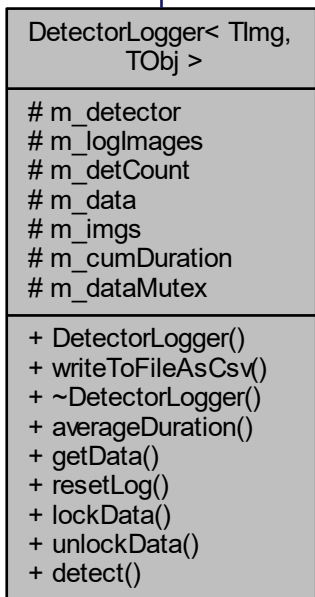 DetectorLogger< TImg,
TObj >
# m_detector
# m_logImages
# m_detCount
# m_data
# m_imgs
# m_cumDuration
# m_dataMutex
+ DetectorLogger()
+ writeToFileAsCsv()
+ ~DetectorLogger()
+ averageDuration()
+ getData()
+ resetLog()
+ lockData()
+ unlockData()
+ detect()